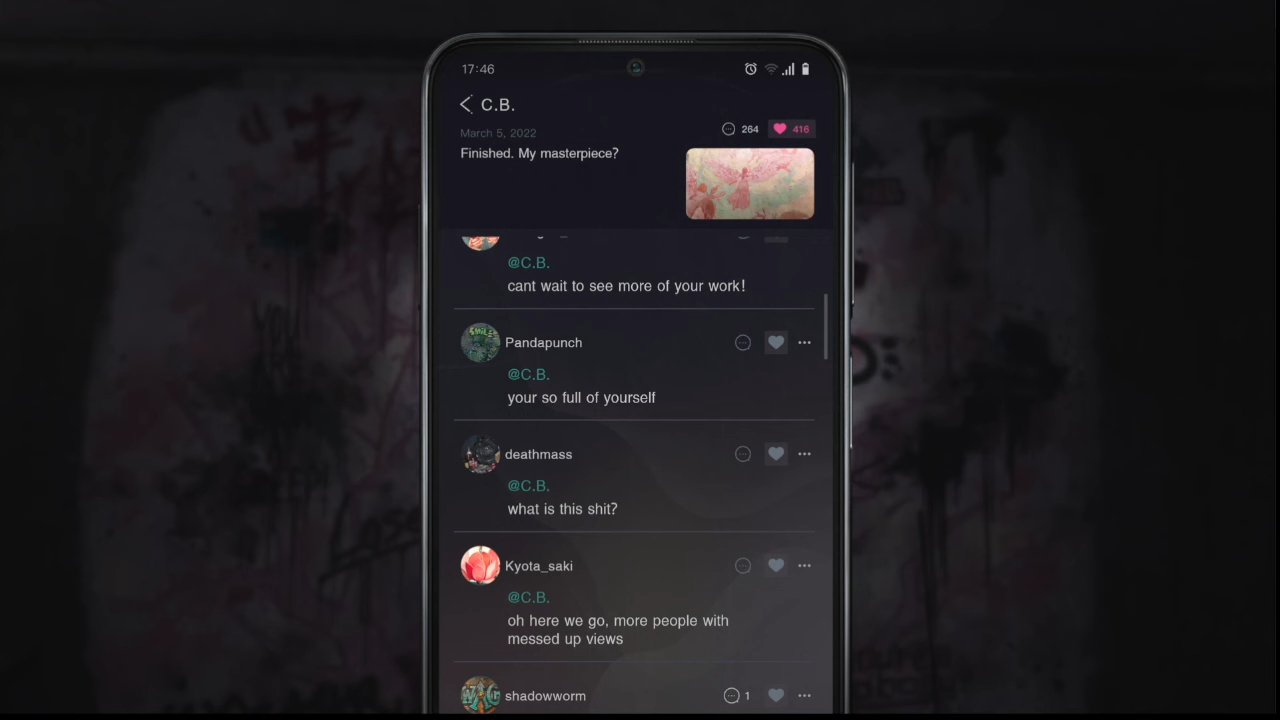 17:46
C.B.
March 5, 2022
264
416
Finished. My masterpiece?
@C.B.
cant wait to see more of your work!
Pandapunch
@C.B.
your so full of yourself
deathmass
@C.B.
what is this shit?
Kyota_saki
@C.B.
oh here we go, more people with
messed up views
shadowworm
1